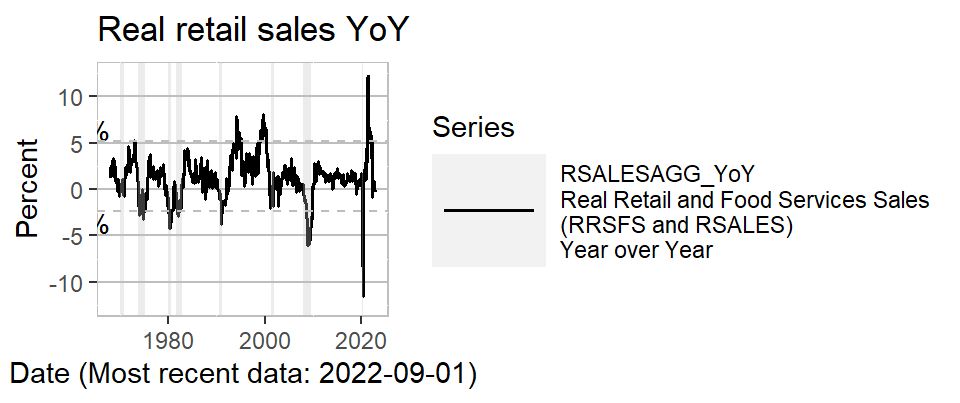 Real retail sales YoY
Percent
10
5
0
-5
-10
%
%
1980
2000
2020
Date (Most recent data: 2022-09-01)
Series
RSALESAGG_YoY
Real Retail and Food Services Sales
(RRSFS and RSALES)
Year over Year